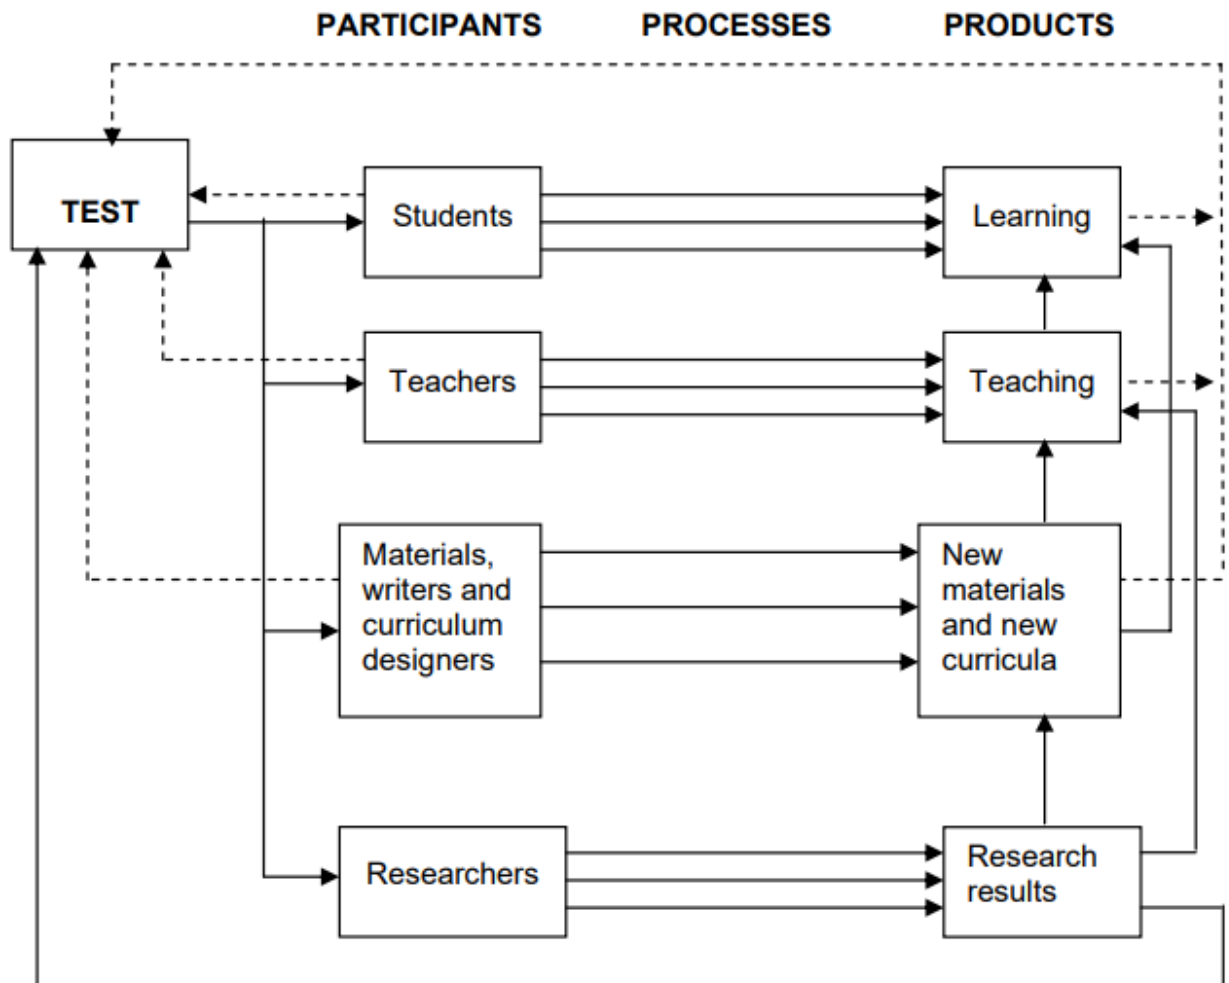 PARTICIPANTS PROCESSES PRODUCTS
TEST
Students
Learning
Teachers
Teaching
Materials,
writers and
curriculum
designers
New
materials
and new
curricula
Researchers
Research
results